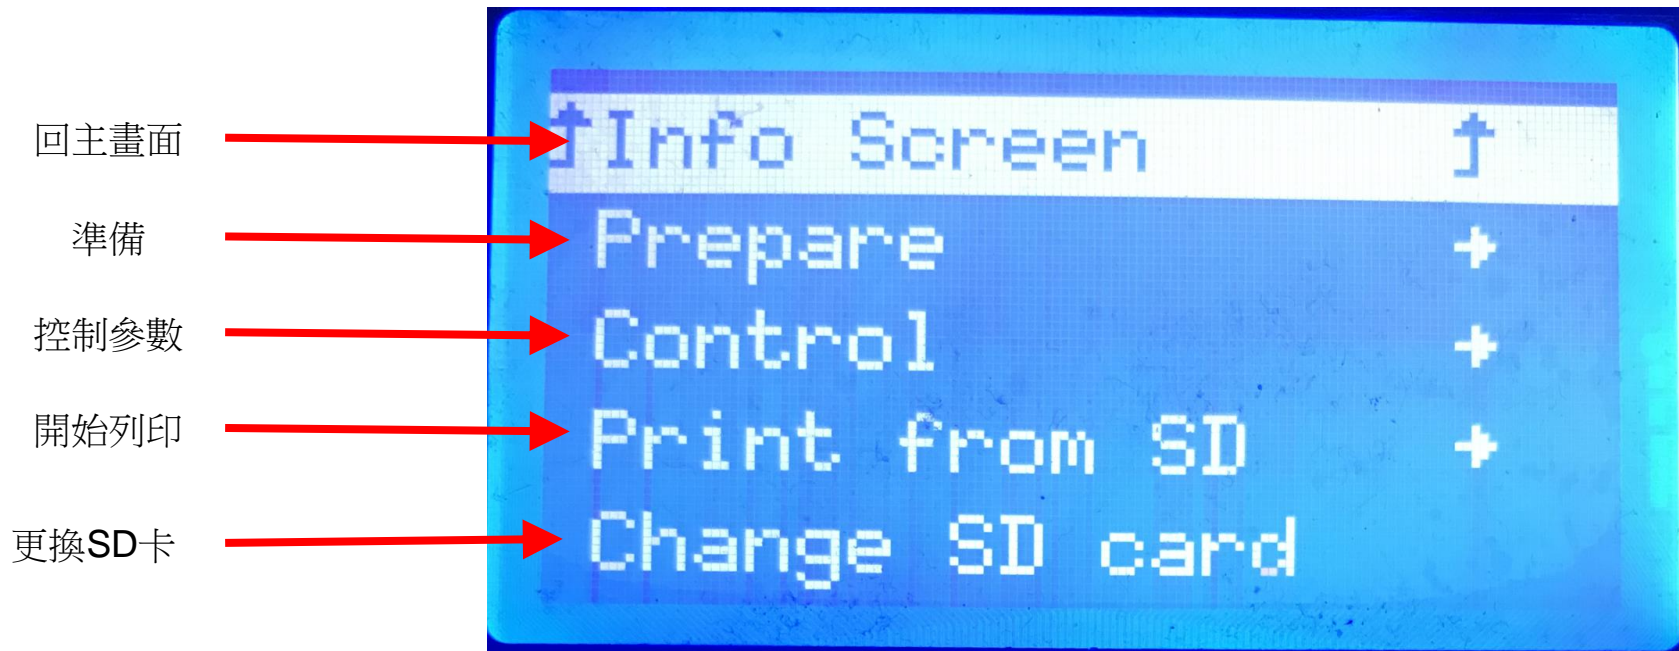 回主畫面
Info Screen
準備
Prepare
控制參數
Control
開始列印
Print from SD
更換SD卡
Change SD card